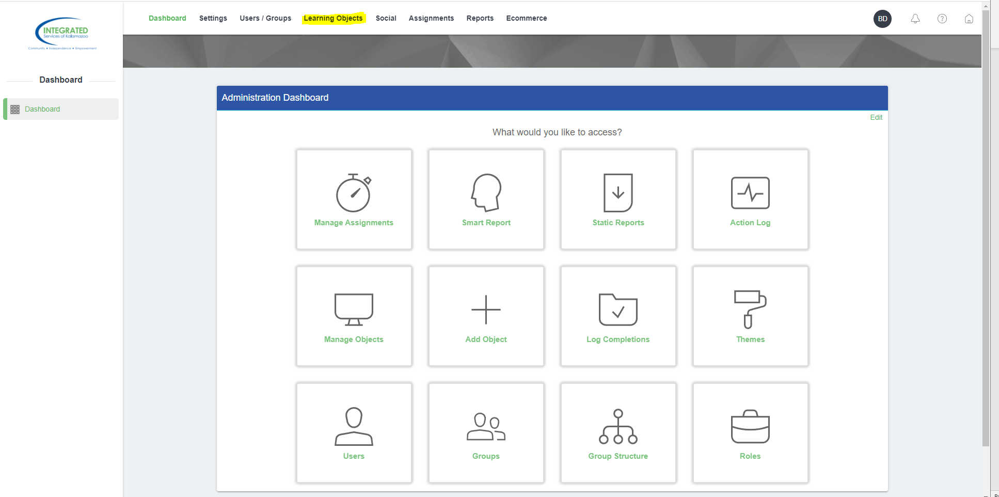 INTEGRATED
Services of Kalamazoo
Community • Independence • Empowerment
Dashboard Settings Users / Groups Learning Objects Social Assignments Reports Ecommerce
BD
?
Dashboard
Dashboard
Administration Dashboard
Edit
What would you like to access?
Manage Assignments Smart Report Static Reports Action Log
Manage Objects Add Object Log Completions Themes
Users Groups Group Structure Roles